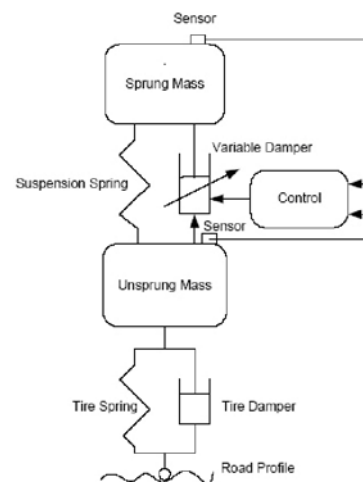 Sensor
Sprung Mass
Variable Damper
Suspension Spring
Control
Sensor
Unsprung Mass
Tire Spring
Tire Damper
Road Profile